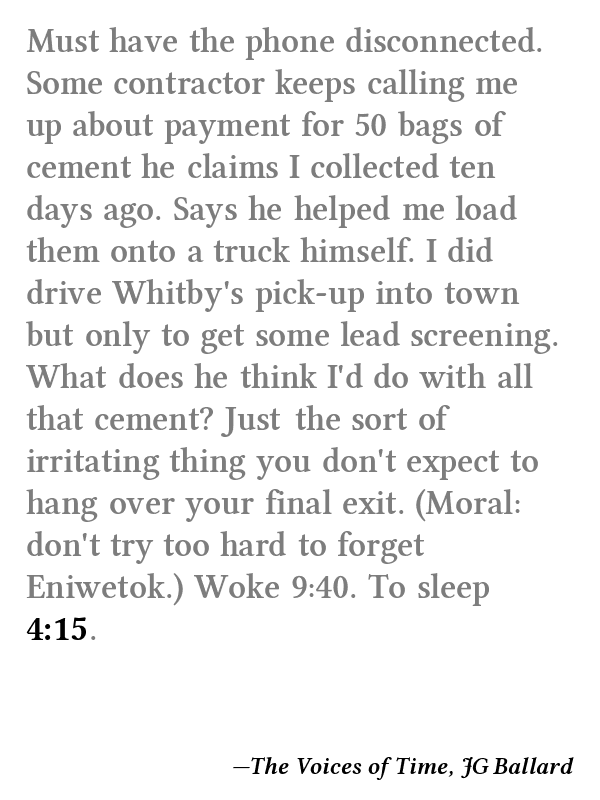 Must have the phone disconnected.
Some contractor keeps calling me
up about payment for 50 bags of
cement he claims I collected ten
days ago. Says he helped me load
them onto a truck himself. I did
drive Whitby's pick-up into town
but only to get some lead screening.
What does he think I'd do with all
that cement? Just the sort of
irritating thing you don't expect to
hang over your final exit. (Moral:
don't try too hard to forget
Eniwetok.) Woke 9:40. To sleep
4:15.
—The Voices of Time, JG Ballard